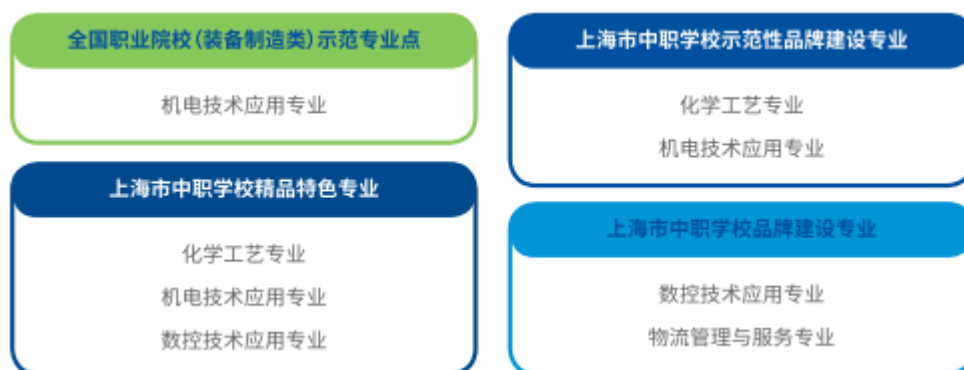 全国职业院校(装备制造类)示范专业点
机电技术应用专业
上海市中职学校精品特色专业
化学工艺专业
机电技术应用专业
数控技术应用专业
上海市中职学校示范性品牌建设专业
化学工艺专业
机电技术应用专业
上海市中职学校品牌建设专业
数控技术应用专业
物流管理与服务专业